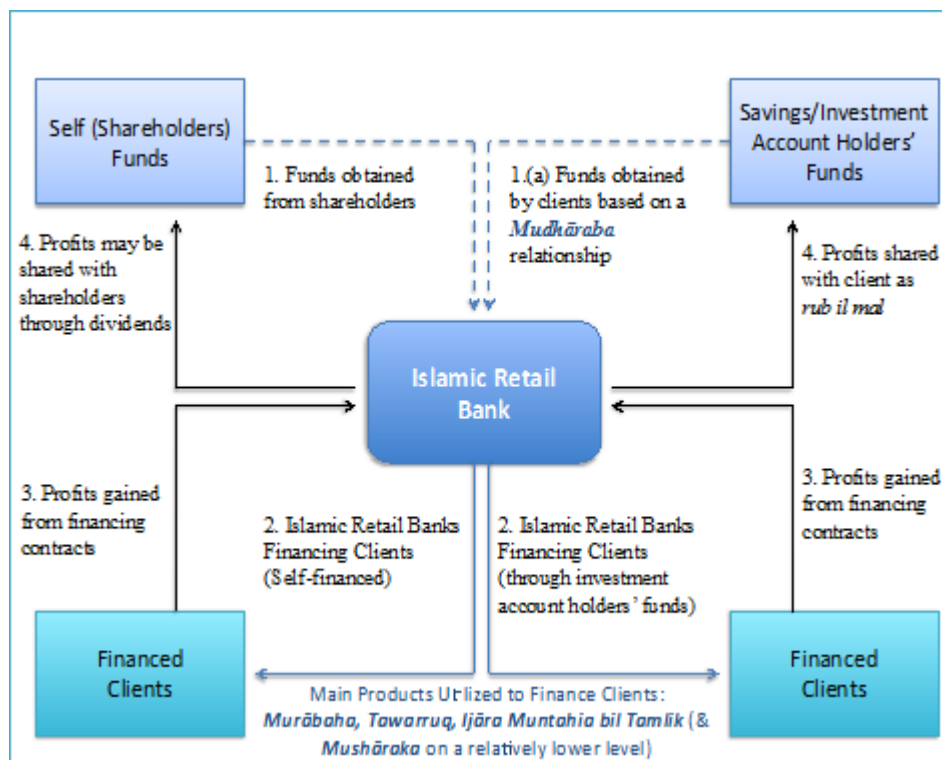 Self (Shareholders)
Funds
Savings/Investment
Account Holders'
Funds
1. Funds obtained
from shareholders
1.(a) Funds obtained
by clients based on a
Mudhāraba
relationship
4. Profits may be
shared with
shareholders
through dividends
4. Profits shared
with client as
rub il mal
Islamic Retail
Bank
3. Profits gained
from financing
contracts
2. Islamic Retail Banks
Financing Clients
(Self-financed)
2. Islamic Retail Banks
Financing Clients
(through investment
account holders' funds)
3. Profits gained
from financing
contracts
Financed
Clients
Financed
Clients
Main Products Utilized to Finance Clients:
Murābaha, Tawarruq, Ijāra Muntahia bil Tamlik (&
Mushāraka on a relatively lower level)